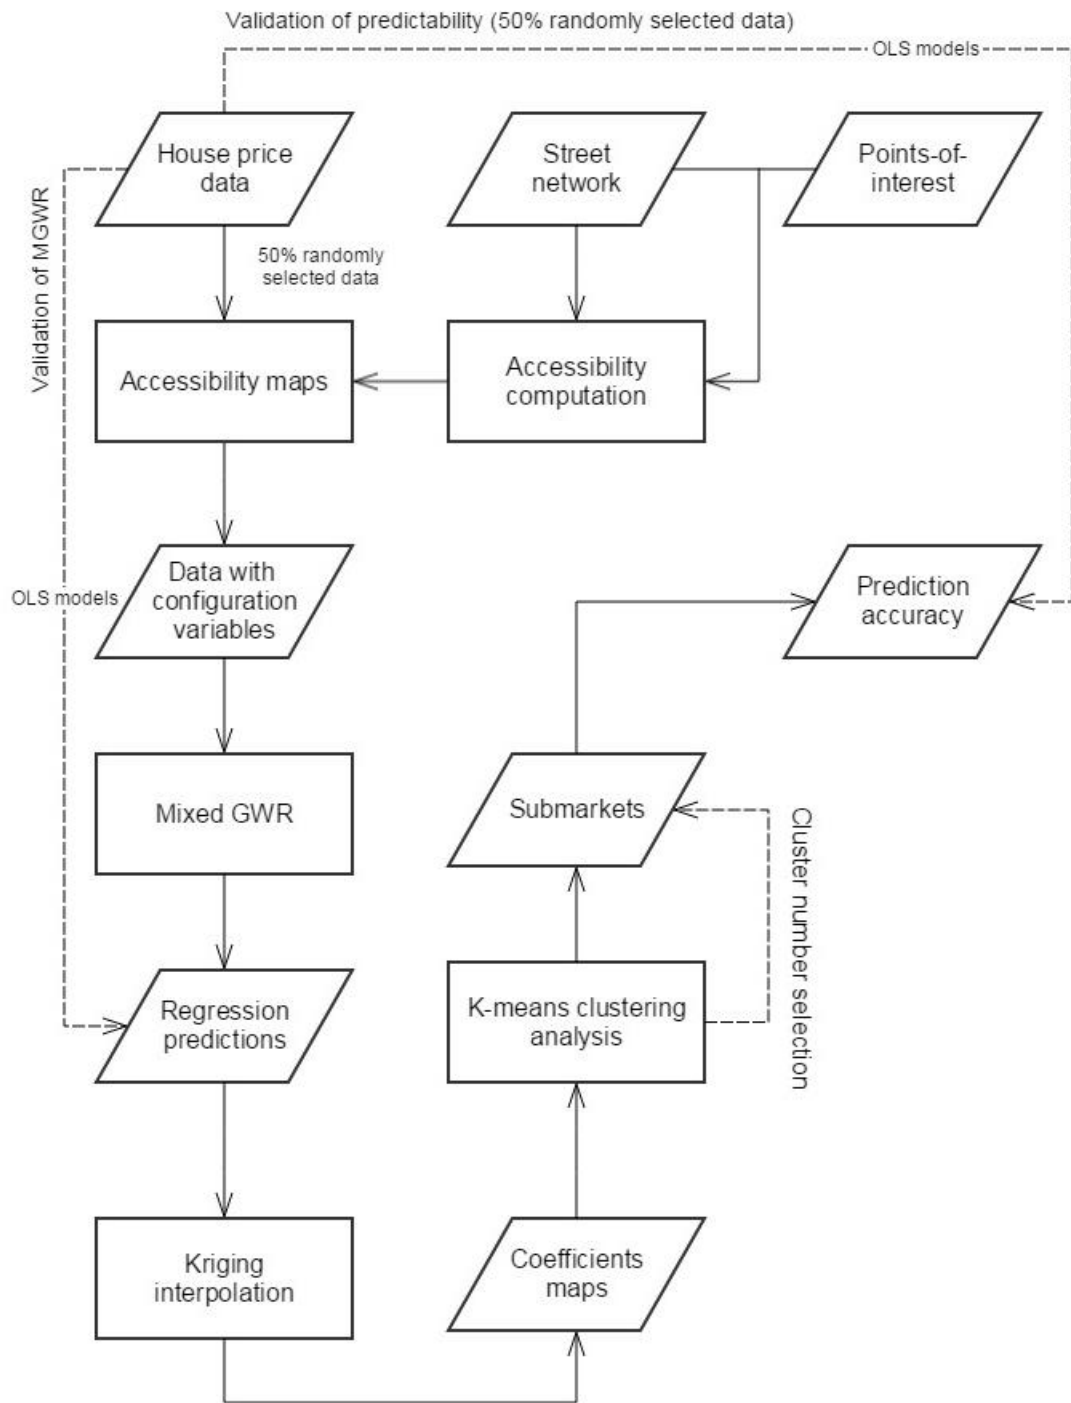 Validation of predictability (50% randomly selected data)
OLS models
House price
data
Street
network
Points-of-
interest
Validation of MGWR
50% randomly
selected data
Accessibility maps
Accessibility
computation
Data with
configuration
variables
OLS models
Prediction
accuracy
Mixed GWR
Submarkets
Cluster number selection
Regression
predictions
K-means clustering
analysis
Kriging
interpolation
Coefficients
maps